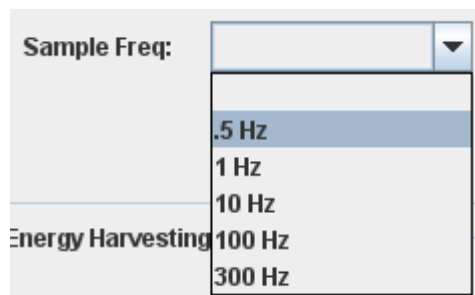 Sample Freq:
.5 Hz
1 Hz
10 Hz
Energy Harvesting 100 Hz
300 Hz